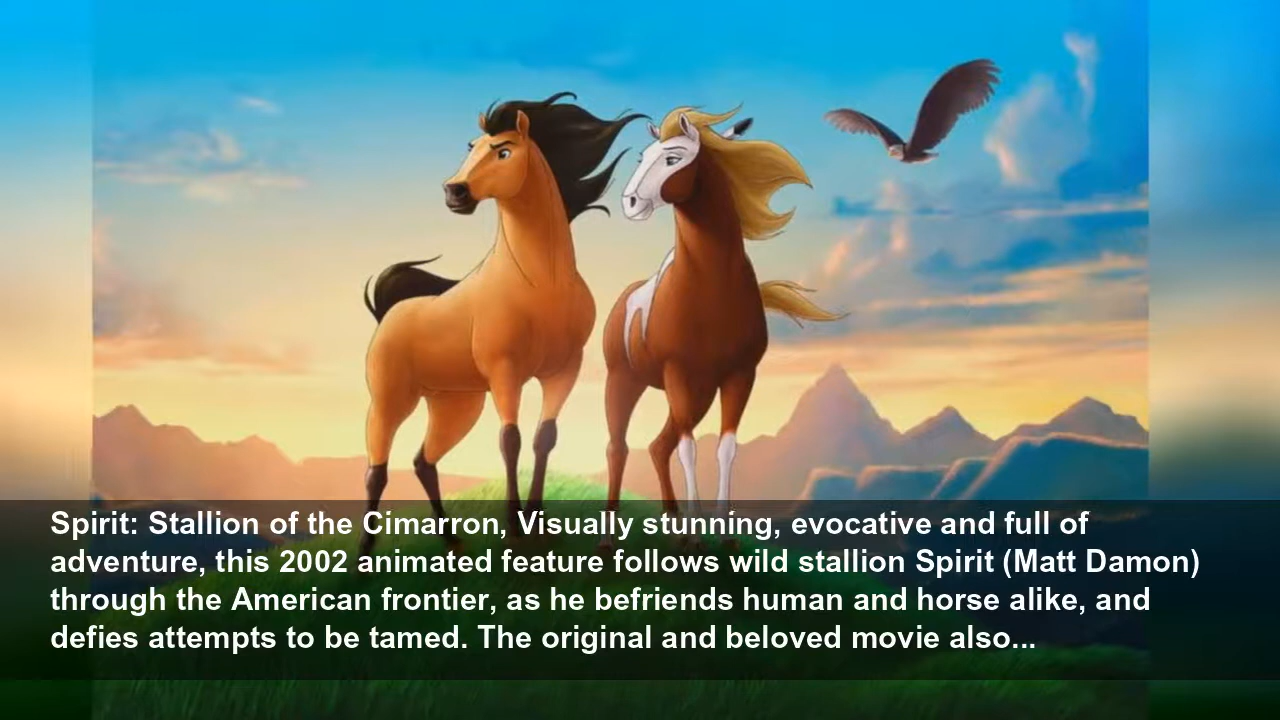 Spirit: Stallion of the Cimarron, Visually stunning, evocative and full of
adventure, this 2002 animated feature follows wild stallion Spirit (Matt Damon)
through the American frontier, as he befriends human and horse alike, and
defies attempts to be tamed. The original and beloved movie also...